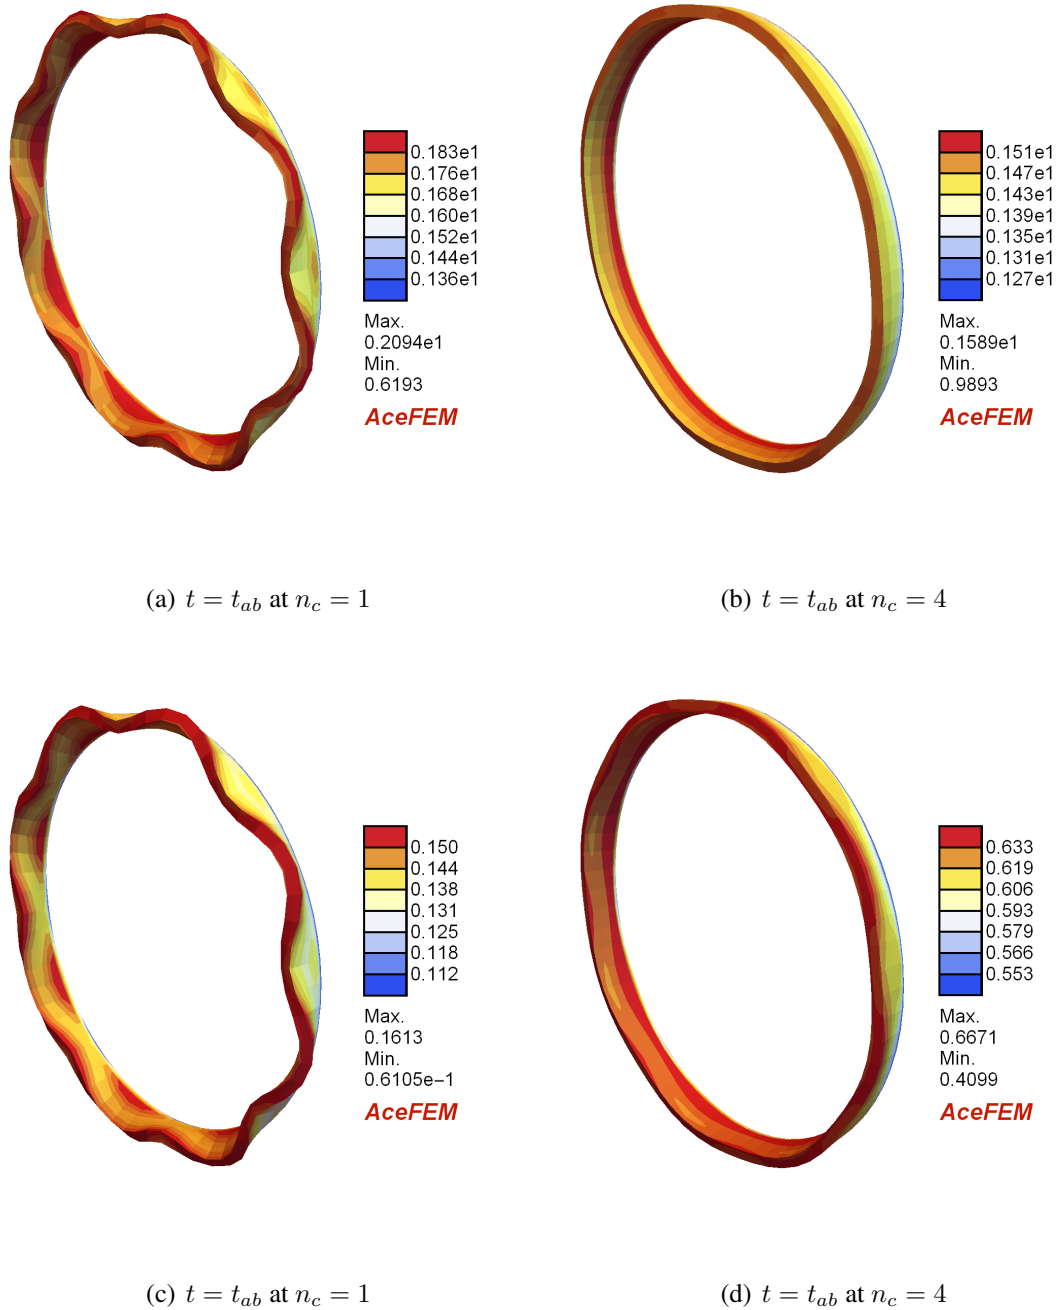 0.183e1
0.176e1
0.168e1
0.160e1
0.152e1
0.144e1
0.136e1
Max.
0.2094e1
Min.
0.6193
AceFEM
0.151e1
0.147e1
0.143e1
0.139e1
0.135e1
0.131e1
0.127e1
Max.
0.1589e1
Min.
0.9893
AceFEM
(a) $t = t_{ab}$ at $n_c = 1$
(b) $t = t_{ab}$ at $n_c = 4$
0.150
0.144
0.138
0.131
0.125
0.118
0.112
Max.
0.1613
Min.
0.6105e−1
AceFEM
0.633
0.619
0.606
0.593
0.579
0.566
0.553
Max.
0.6671
Min.
0.4099
AceFEM
(c) $t = t_{ab}$ at $n_c = 1$
(d) $t = t_{ab}$ at $n_c = 4$